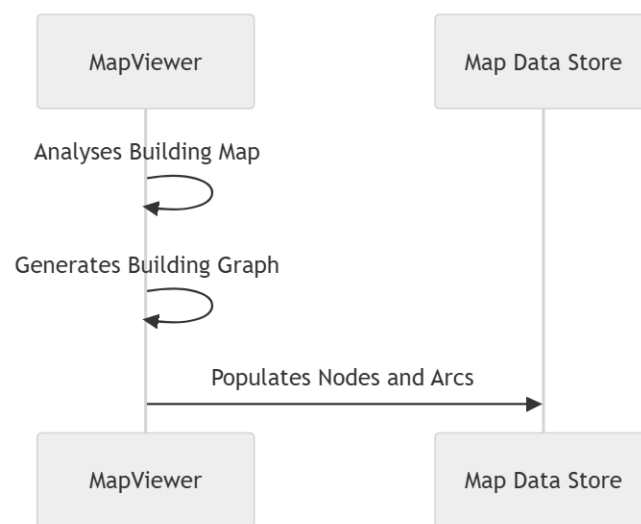 MapViewer
Map Data Store
Analyses Building Map
Generates Building Graph
Populates Nodes and Arcs
MapViewer
Map Data Store